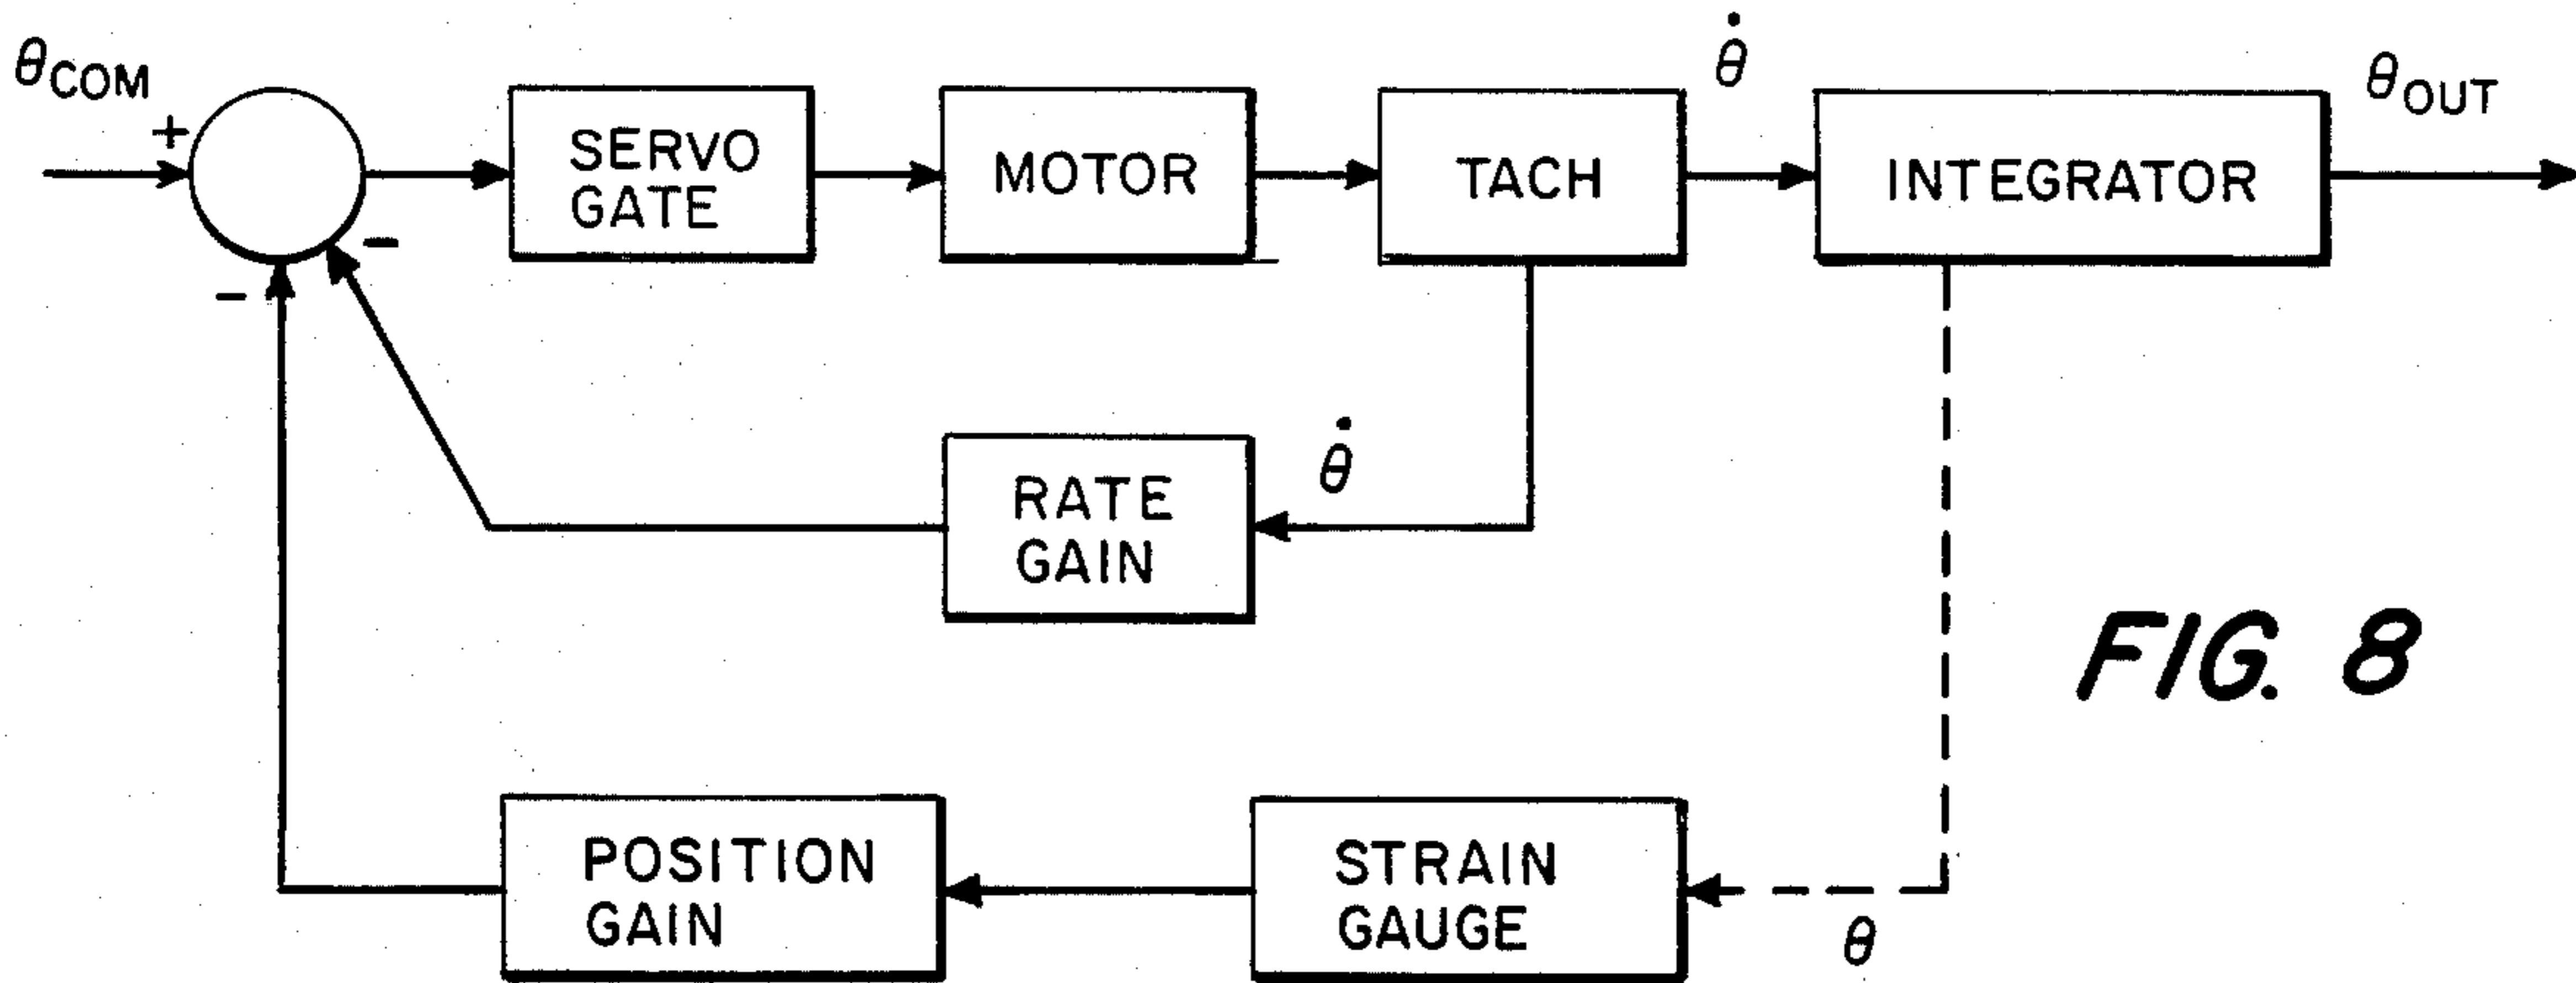 θ̇
θCOM
θOUT
+
SERVO
GATE
MOTOR
TACH
INTEGRATOR
-
-
θ̇
RATE
GAIN
FIG. 8
POSITION
GAIN
STRAIN
GAUGE
θ